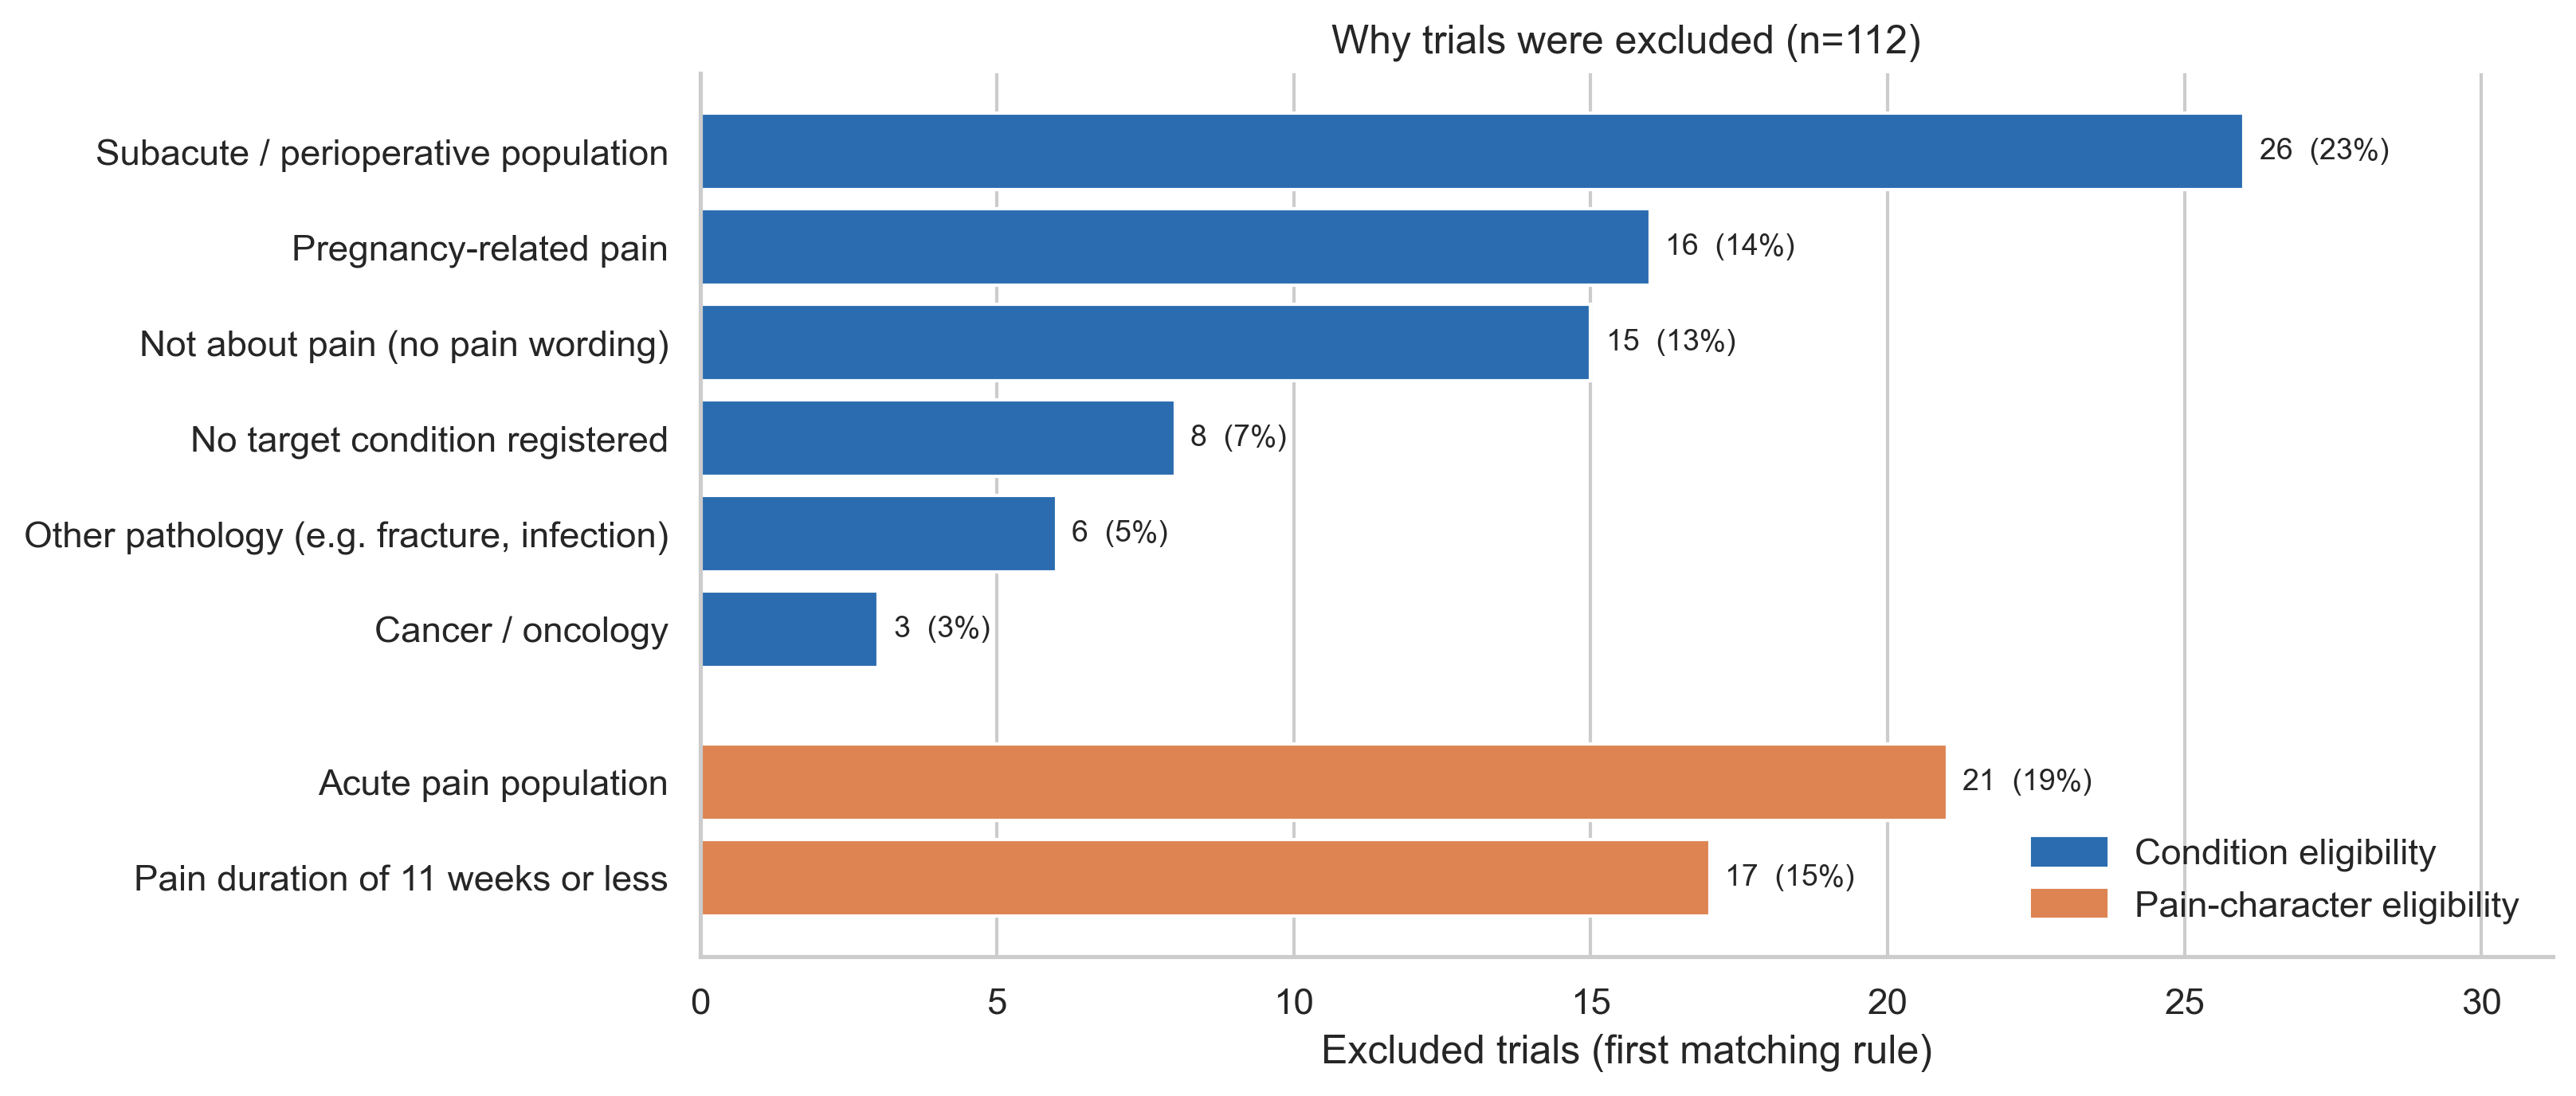 Why trials were excluded (n=112)
Subacute / perioperative population
26 (23%)
Pregnancy-related pain
16 (14%)
Not about pain (no pain wording)
15 (13%)
No target condition registered
8 (7%)
Other pathology (e.g. fracture, infection)
6 (5%)
Cancer / oncology
3 (3%)
Acute pain population
21 (19%)
Pain duration of 11 weeks or less
17 (15%)
Condition eligibility
Pain-character eligibility
0 5 10 15 20 25 30
Excluded trials (first matching rule)